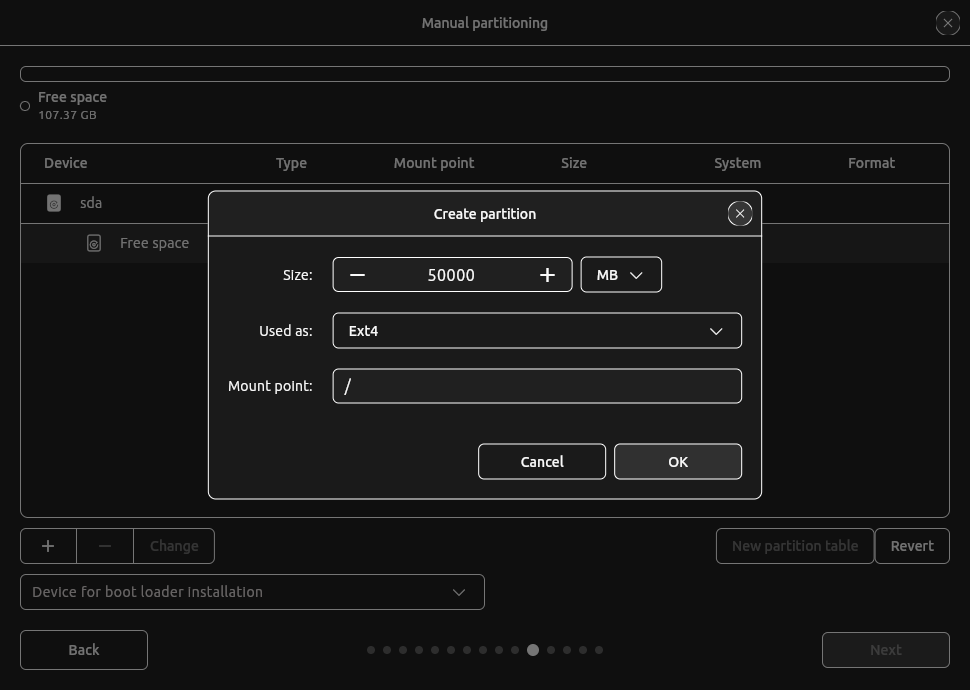 Manual partitioning
Free space
107.37 GB
Device Type Mount point Size System Format
sda
Free space
Create partition
Size: 50000 MB
Used as: Ext4
Mount point: /
Cancel OK
Change New partition table Revert
Device for boot loader installation
Back Next